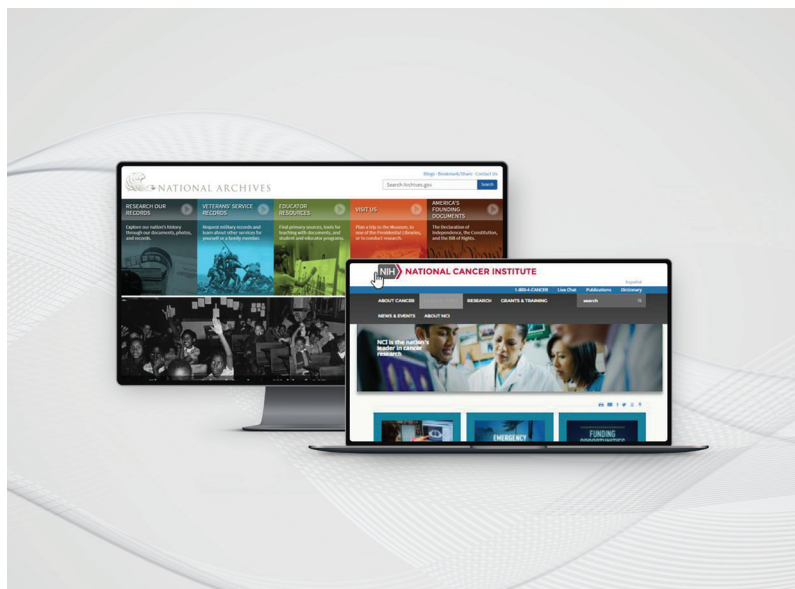 Blogs · Bookmark/Share · Contact Us
NATIONAL ARCHIVES
Search Archives.gov
Search
RESEARCH OUR
RECORDS
Explore our nation's history
through our documents, photos,
and records.
VETERANS' SERVICE
RECORDS
Request military records and
learn about other services for
yourself or a family member.
EDUCATOR
RESOURCES
Find primary sources, tools for
teaching with documents, and
student and educator programs.
VISIT US
Plan a trip to the Museum, to
one of the Presidential Libraries,
or to conduct research.
AMERICA'S
FOUNDING
DOCUMENTS
The Declaration of
Independence, the Constitution,
and the Bill of Rights.
NIH NATIONAL CANCER INSTITUTE
Español
1-800-4-CANCER Live Chat Publications Dictionary
ABOUT CANCER RESEARCH GRANTS & TRAINING search
NEWS & EVENTS ABOUT NCI
NCI is the nation's
leader in cancer
research
EMERGENCY
FUNDING
OPPORTUNITIES